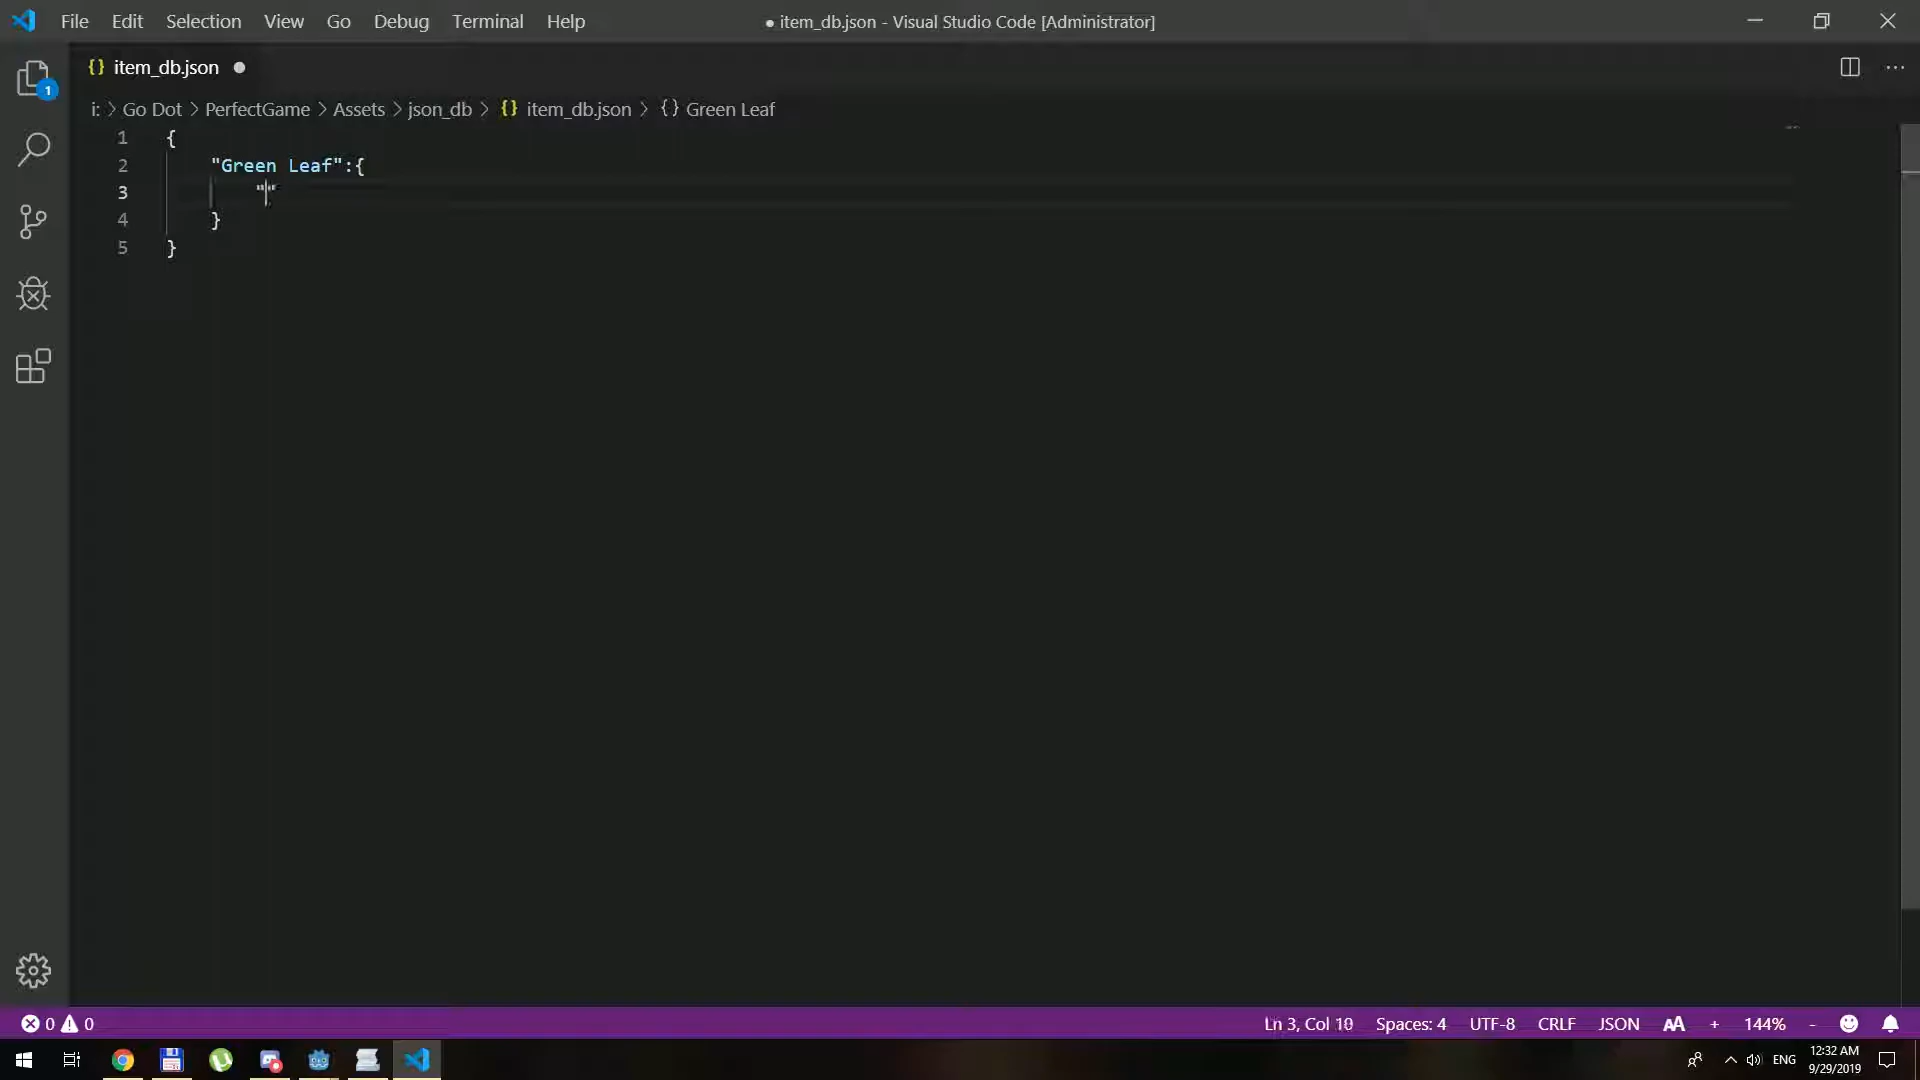 File Edit Selection View Go Debug Terminal Help ● item_db.json - Visual Studio Code [Administrator]
{} item_db.json ●
i: > Go Dot > PerfectGame > Assets > json_db > {} item_db.json > {} Green Leaf
1 {
2 "Green Leaf":{
3 ""
4 }
5 }
1
0 0 Ln 3, Col 10 Spaces: 4 UTF-8 CRLF JSON AA + 144% -
ENG 12:32 AM
9/29/2019